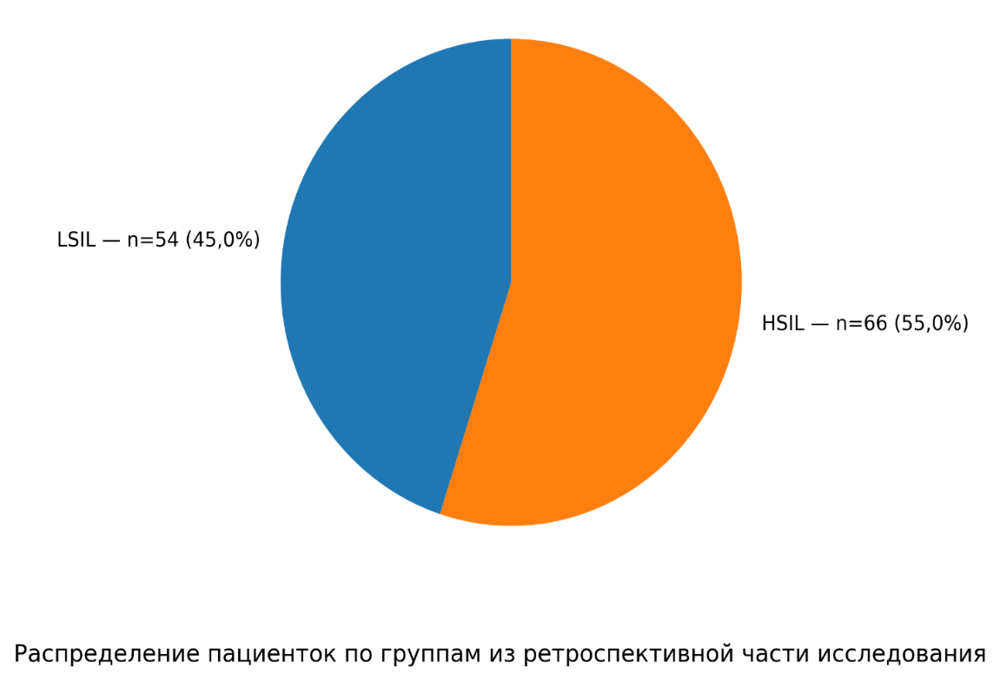 LSIL — n=54 (45,0%)
HSIL — n=66 (55,0%)
Распределение пациенток по группам из ретроспективной части исследования